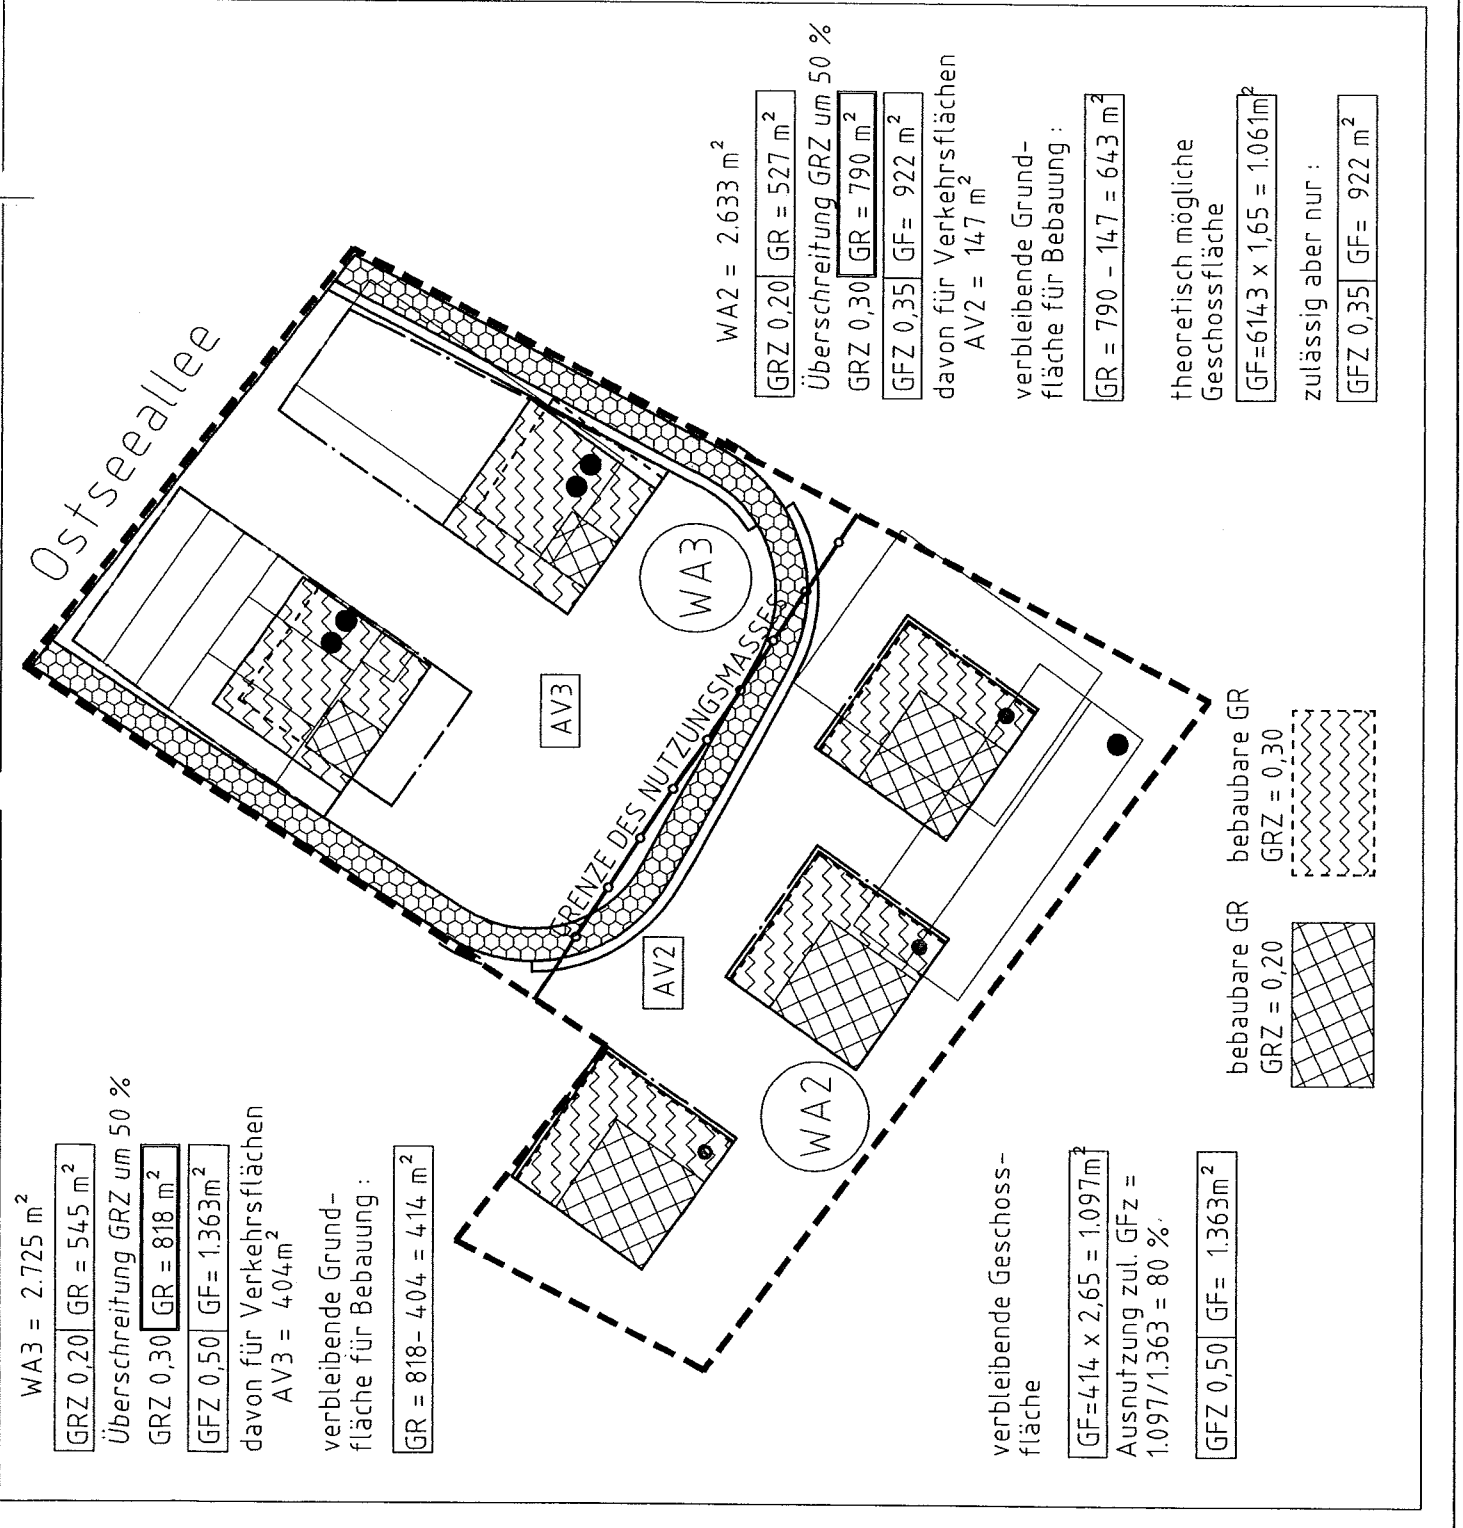 WA3 = 2.725 m²
GRZ 0,20 GR = 545 m²
Überschreitung GRZ um 50 %
GRZ 0,30 GR = 818 m²
GFZ 0,50 GF= 1.363m²
davon für Verkehrsflächen
AV3 = 404m²
verbleibende Grund-
fläche für Bebauung :
GR = 818- 404 = 414 m²
verbleibende Geschoss-
fläche
GF=414 x 2,65 = 1.097m²
Ausnutzung zul. GFz =
1.097/1.363 = 80 %
GFZ 0,50 GF= 1.363m²
Ostseeallee
WA3
AV3
GRENZE DES NUTZUNGSMASSES
AV2
WA2
bebaubare GR
GRZ = 0,20
bebaubare GR
GRZ = 0,30
WA2 = 2.633 m²
GRZ 0,20 GR = 527 m²
Überschreitung GRZ um 50 %
GRZ 0,30 GR = 790 m²
GFZ 0,35 GF= 922 m²
davon für Verkehrsflächen
AV2 = 147 m²
verbleibende Grund-
fläche für Bebauung :
GR = 790 - 147 = 643 m²
theoretisch mögliche
Geschossfläche
GF=6143 x 1,65 = 1.061m²
zulässig aber nur :
GFZ 0,35 GF= 922 m²